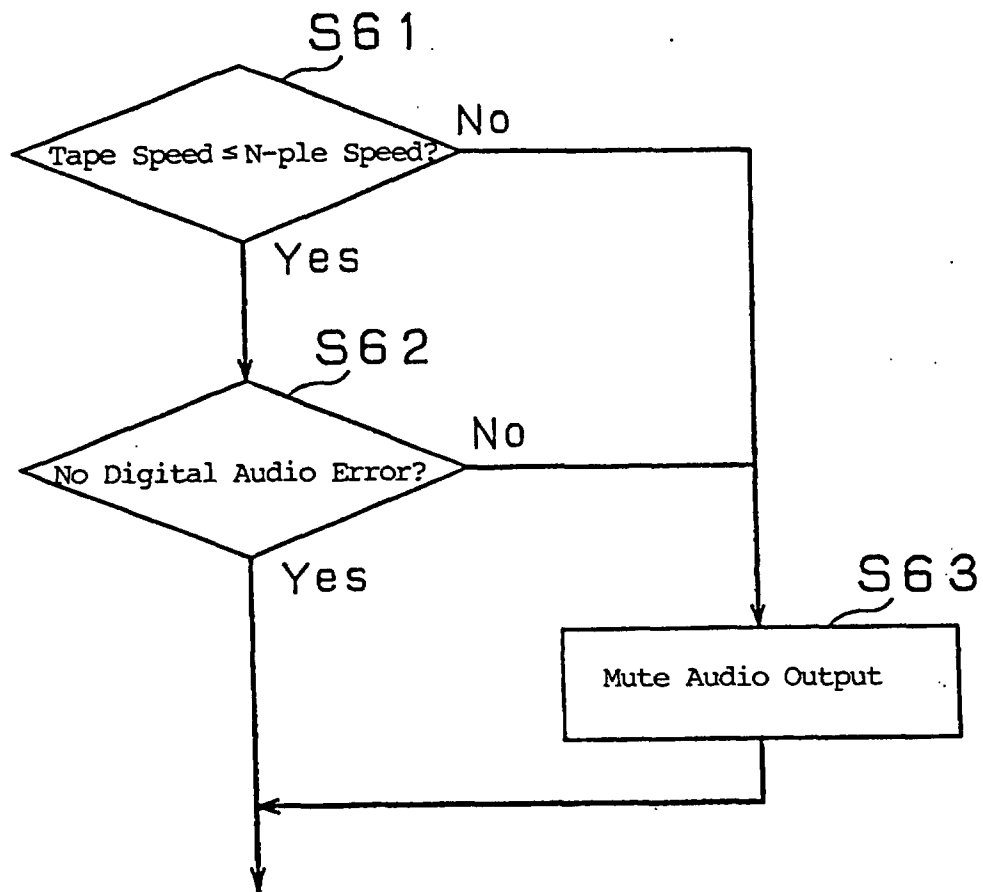 S61
Tape Speed ≤ N-ple Speed?
No
Yes
S62
No Digital Audio Error?
No
Yes
S63
Mute Audio Output